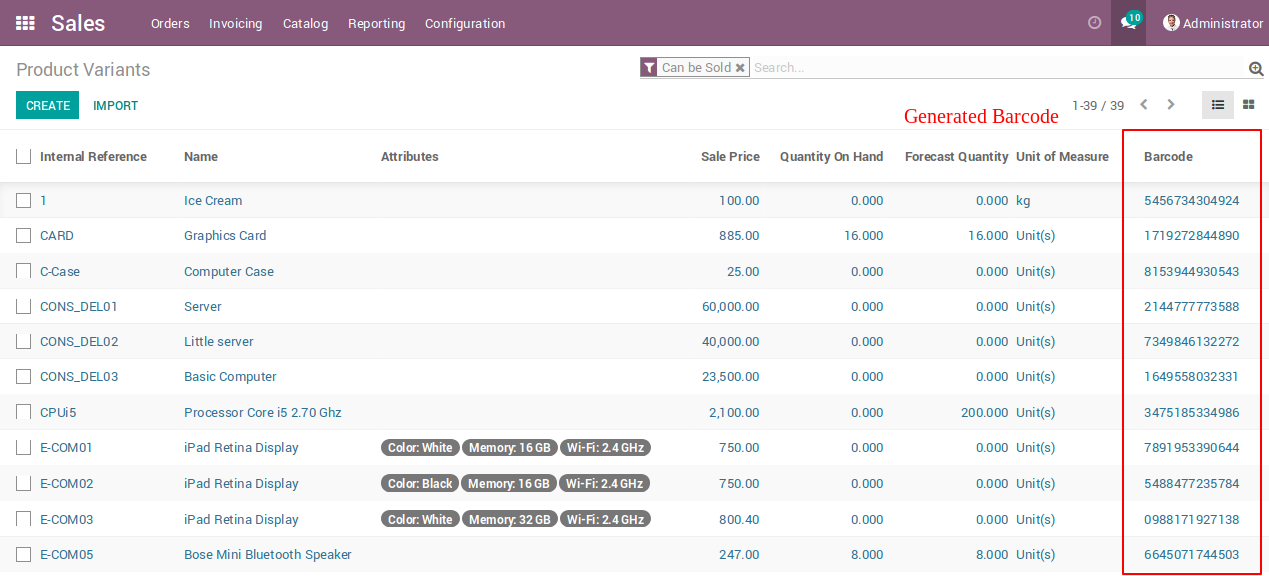 Sales Orders Invoicing Catalog Reporting Configuration 10 Administrator
Product Variants Can be Sold Search...
CREATE IMPORT 1-39 / 39
Generated Barcode
Internal Reference Name Attributes Sale Price Quantity On Hand Forecast Quantity Unit of Measure Barcode
1 Ice Cream 100.00 0.000 0.000 kg 5456734304924
CARD Graphics Card 885.00 16.000 16.000 Unit(s) 1719272844890
C-Case Computer Case 25.00 0.000 0.000 Unit(s) 8153944930543
CONS_DEL01 Server 60,000.00 0.000 0.000 Unit(s) 2144777773588
CONS_DEL02 Little server 40,000.00 0.000 0.000 Unit(s) 7349846132272
CONS_DEL03 Basic Computer 23,500.00 0.000 0.000 Unit(s) 1649558032331
CPUi5 Processor Core i5 2.70 Ghz 2,100.00 0.000 200.000 Unit(s) 3475185334986
E-COM01 iPad Retina Display Color: White Memory: 16 GB Wi-Fi: 2.4 GHz 750.00 0.000 0.000 Unit(s) 7891953390644
E-COM02 iPad Retina Display Color: Black Memory: 16 GB Wi-Fi: 2.4 GHz 750.00 0.000 0.000 Unit(s) 5488477235784
E-COM03 iPad Retina Display Color: White Memory: 32 GB Wi-Fi: 2.4 GHz 800.40 0.000 0.000 Unit(s) 0988171927138
E-COM05 Bose Mini Bluetooth Speaker 247.00 8.000 8.000 Unit(s) 6645071744503